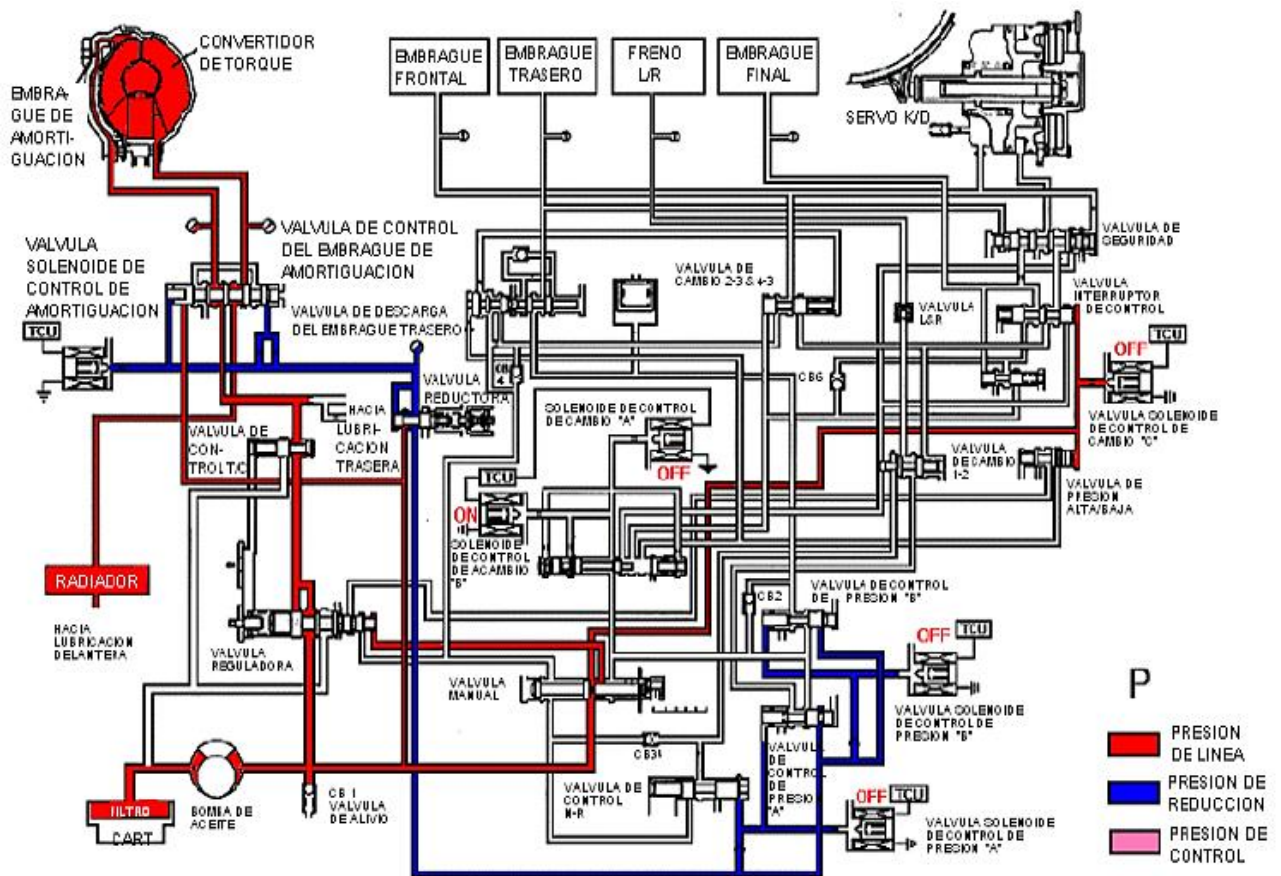 CONVERTIDOR
DE TORQUE
EMBRA-
GUE DE
AMORTI-
GUACION
EMBRAGUE
FRONTAL
EMBRAGUE
TRASERO
FRENO
L/R
EMBRAGUE
FINAL
SERVO K/D
VALVULA DE CONTROL
DEL EMBRAGUE DE
AMORTIGUACION
VALVULA
SOLENOIDE DE
CONTROL DE
AMORTIGUACION
TCU
VALVULA DE DESCARGA
DEL EMBRAGUE TRASERO
VALVULA DE
CAMBIO 2-3 & 4-3
VALVULA DE
SEGURIDAD
VALVULA
INTERRUPTOR
DE CONTROL
VALVULA
L&R
OFF
TCU
VALVULA SOLENOIDE
DE CONTROL DE
CAMBIO "C"
CB6
4
VALVULA
REDUCTORA
HACIA
LUBRI-
CACION
TRASERA
VALVULA DE
CON-
TROL T/C
SOLENOIDE DE CONTROL
DE CAMBIO "A"
OFF
TCU
ON
SOLENOIDE
DE CONTROL
DE ACAMBIO
"B"
VALVULA
DE CAMBIO
1-2
VALVULA DE
PRESION
ALTA/BAJA
RADIADOR
HACIA
LUBRICACION
DELANTERA
VALVULA
REGULADORA
VALVULA
MANUAL
CB2
VALVULA DE CONTROL
DE PRESION "B"
OFF
TCU
VALVULA SOLENOIDE
DE CONTROL DE
PRESION "B"
VALVULA
DE
CONTROL
DE
PRESION
"A"
VALVULA DE
CONTROL
N-R
OFF
TCU
VALVULA SOLENOIDE
DE CONTROL DE
PRESION "A"
FILTRO
CART
BOMBA DE
ACEITE
CB 1
VALVULA
DE ALIVIO
P
PRESION
DE LINEA
PRESION DE
REDUCCION
PRESION DE
CONTROL